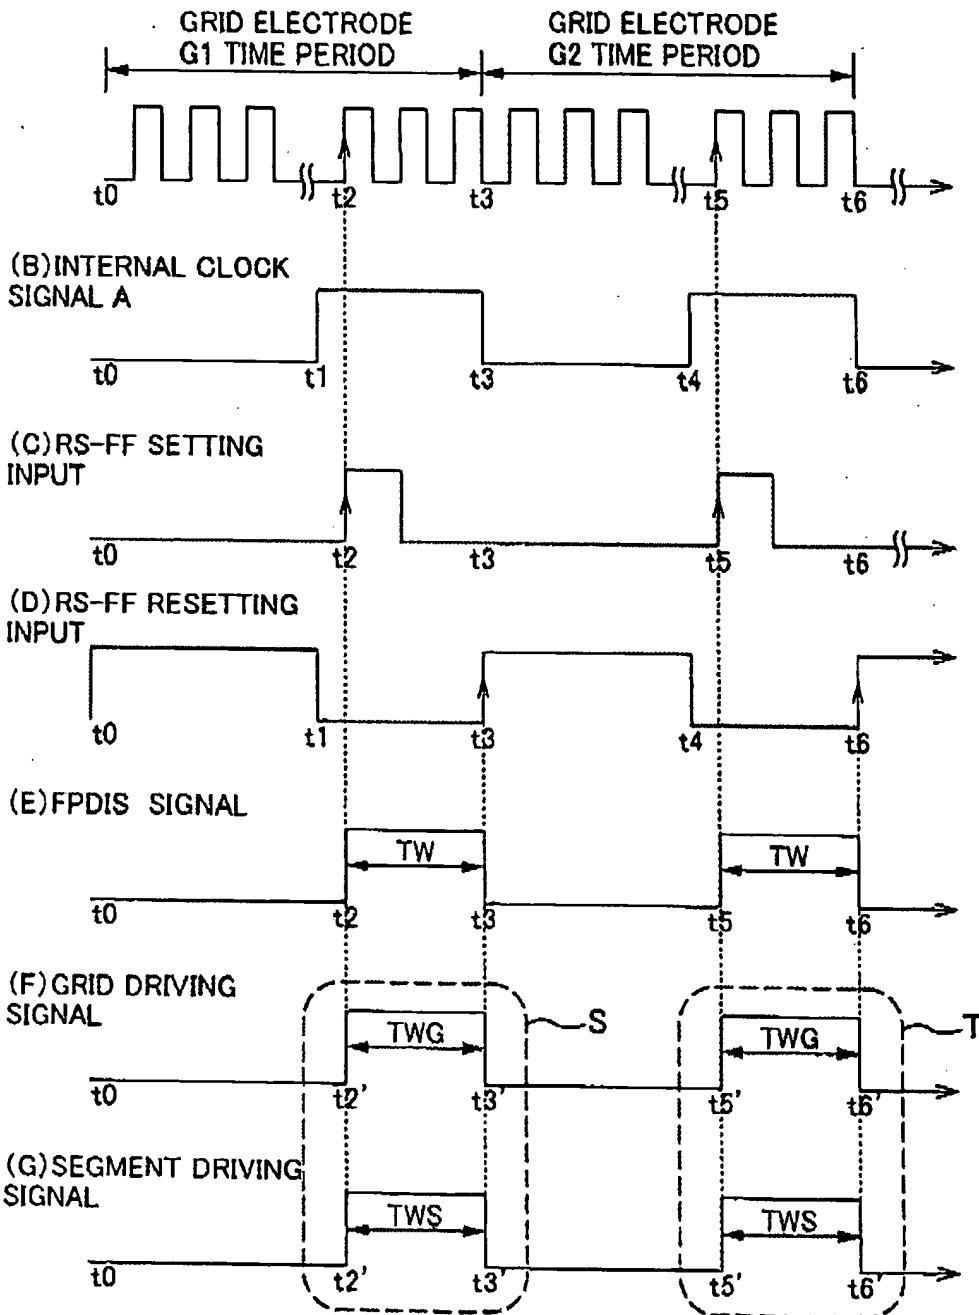 GRID ELECTRODE GRID ELECTRODE
G1 TIME PERIOD G2 TIME PERIOD
t0 t2 t3 t5 t6
(B)INTERNAL CLOCK
SIGNAL A
t0 t1 t3 t4 t6
(C)RS-FF SETTING
INPUT
t0 t2 t3 t5 t6
(D)RS-FF RESETTING
INPUT
t0 t1 t3 t4 t6
(E)FPDIS SIGNAL
TW TW
t0 t2 t3 t5 t6
(F)GRID DRIVING
SIGNAL
S T
TWG TWG
t0 t2' t3' t5' t6'
(G)SEGMENT DRIVING
SIGNAL
TWS TWS
t0 t2' t3' t5' t6'